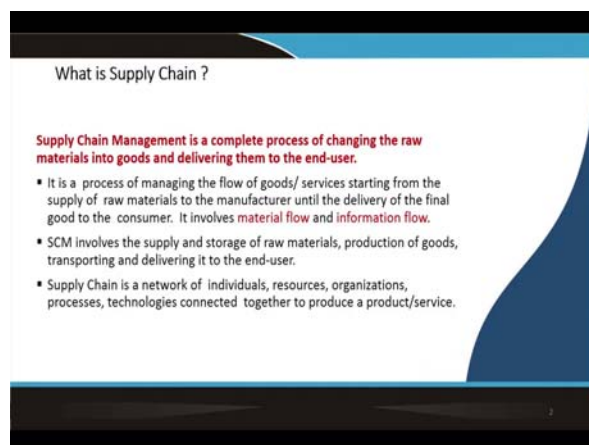 What is Supply Chain ?
Supply Chain Management is a complete process of changing the raw
materials into goods and delivering them to the end-user.
▪ It is a process of managing the flow of goods/ services starting from the
supply of raw materials to the manufacturer until the delivery of the final
good to the consumer. It involves material flow and information flow.
▪ SCM involves the supply and storage of raw materials, production of goods,
transporting and delivering it to the end-user.
▪ Supply Chain is a network of individuals, resources, organizations,
processes, technologies connected together to produce a product/service.
2